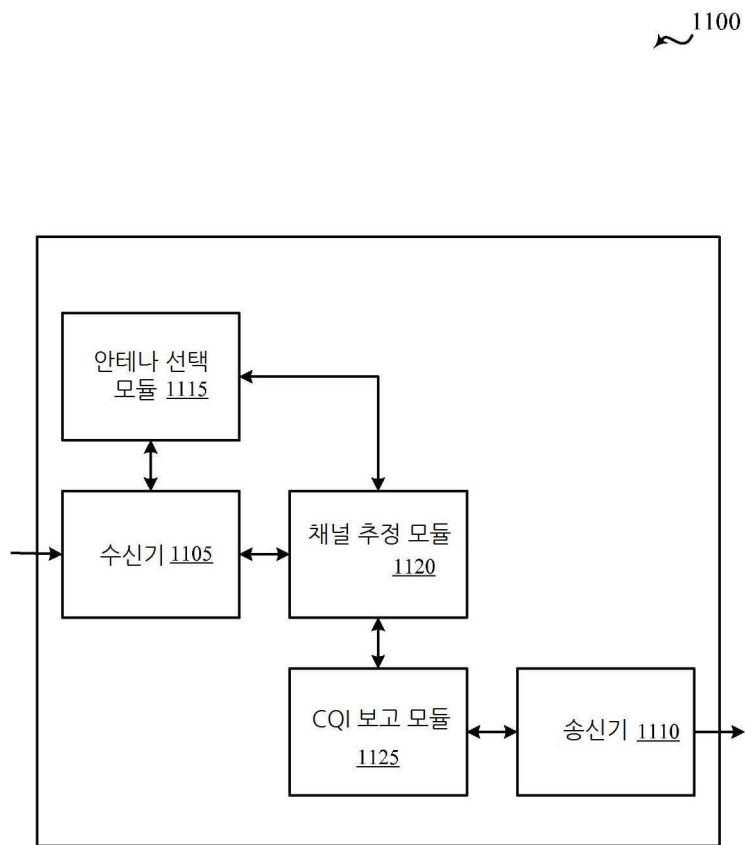 1100
안테나 선택
모듈 1115
수신기 1105
채널 추정 모듈
1120
CQI 보고 모듈
1125
송신기 1110